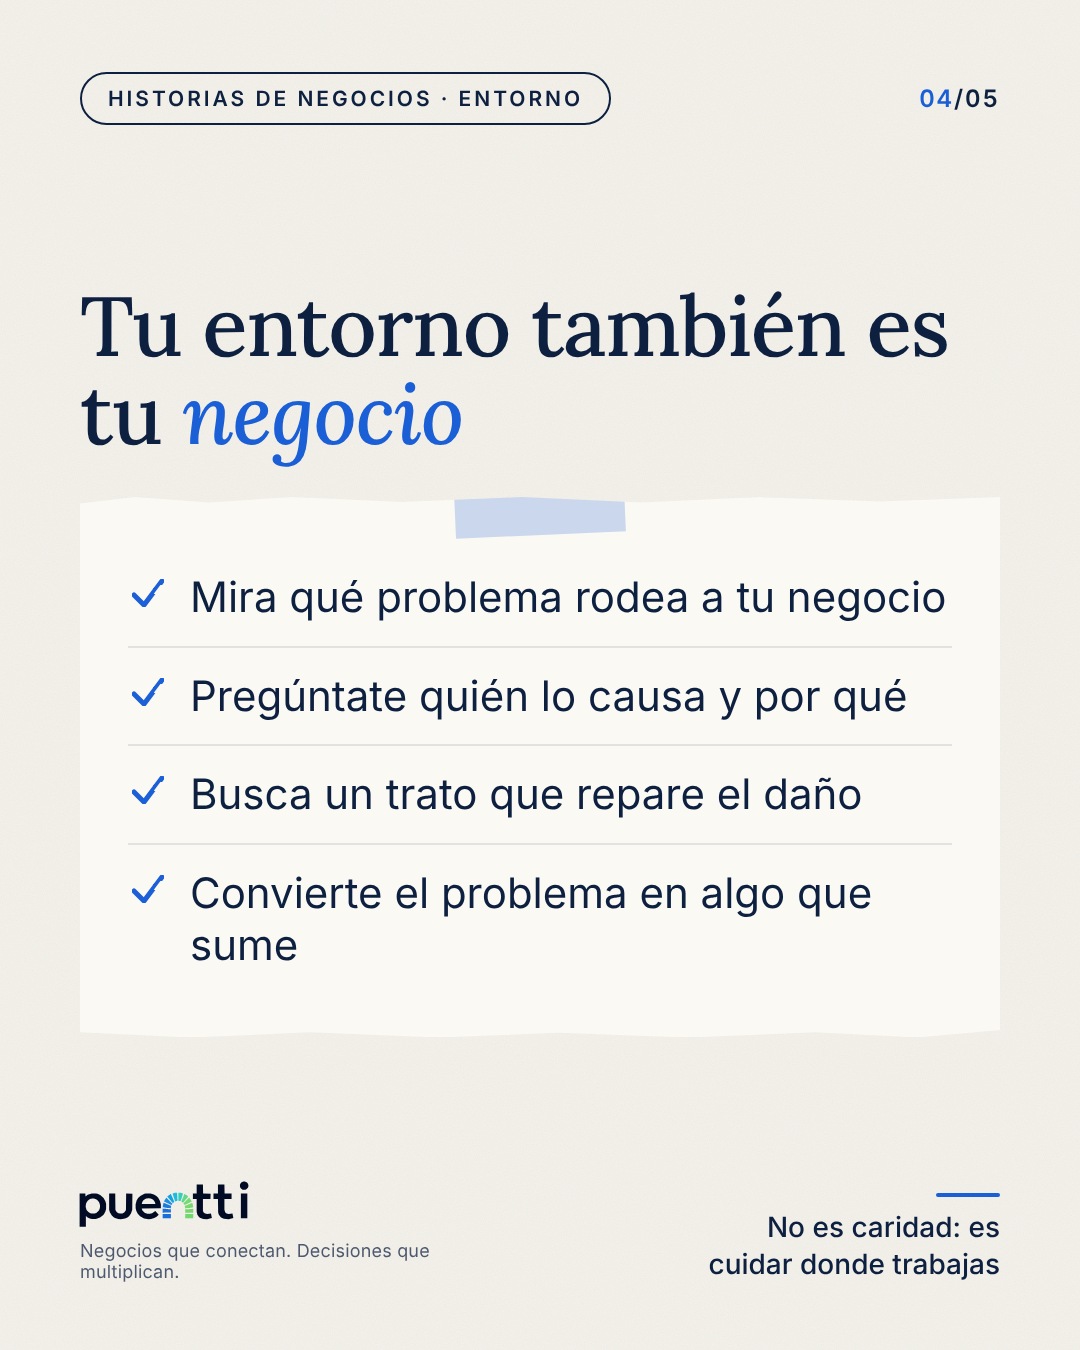 HISTORIAS DE NEGOCIOS · ENTORNO
04/05
Tu entorno también es
tu negocio
Mira qué problema rodea a tu negocio
Pregúntate quién lo causa y por qué
Busca un trato que repare el daño
Convierte el problema en algo que
sume
puentti
Negocios que conectan. Decisiones que
multiplican.
No es caridad: es
cuidar donde trabajas